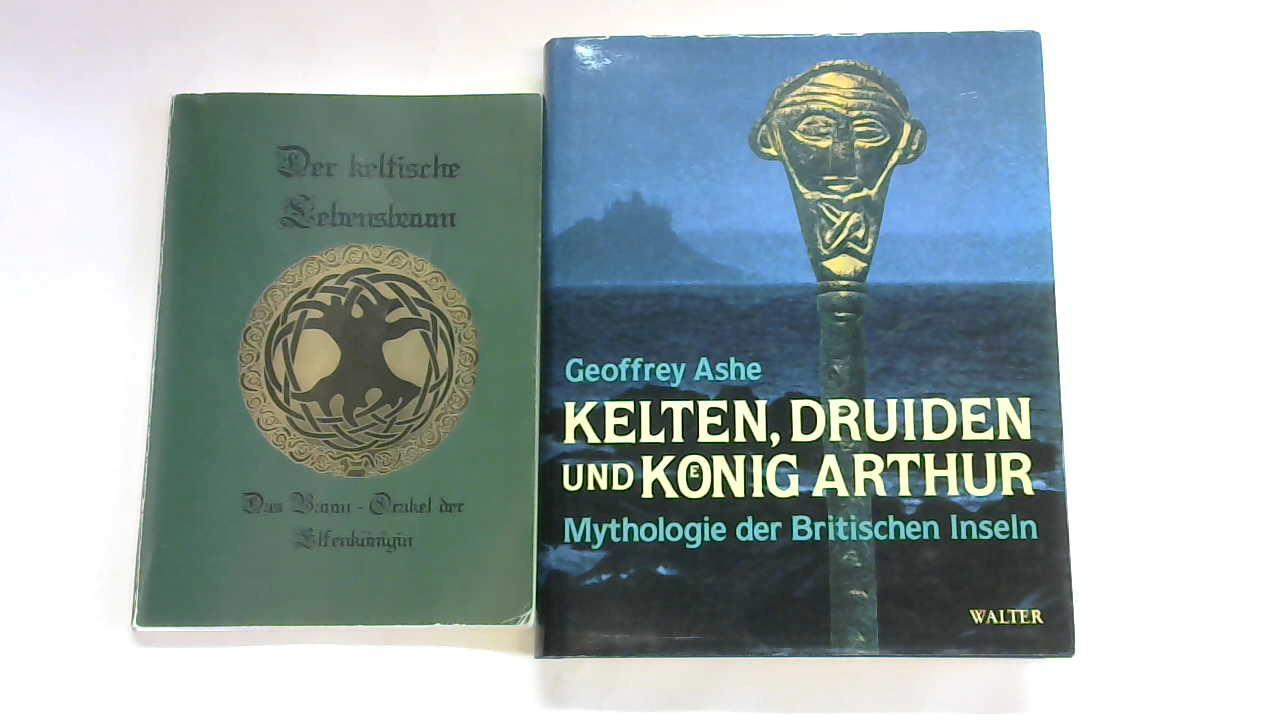 Der keltische
Lebensbaum
Das Baum - Orakel der
Elfenkönigin
Geoffrey Ashe
KELTEN, DRUIDEN
UND KOENIG ARTHUR
Mythologie der Britischen Inseln
WALTER